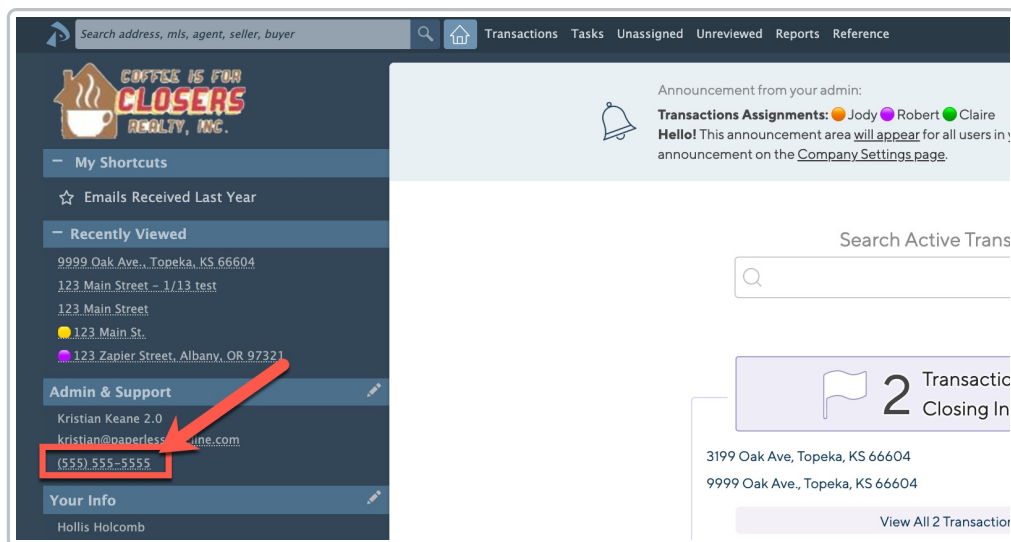 Search address, mls, agent, seller, buyer
Transactions Tasks Unassigned Unreviewed Reports Reference
COFFEE IS FOR
CLOSERS
REALTY, INC.
— My Shortcuts
Emails Received Last Year
— Recently Viewed
9999 Oak Ave., Topeka, KS 66604
123 Main Street – 1/13 test
123 Main Street
123 Main St.
123 Zapier Street, Albany, OR 97321
Admin & Support
Kristian Keane 2.0
(555) 555-5555
Your Info
Hollis Holcomb
Announcement from your admin:
Transactions Assignments: Jody Robert Claire
Hello! This announcement area will appear for all users in
announcement on the Company Settings page.
Search Active Trans
2 Transactio
Closing In
3199 Oak Ave, Topeka, KS 66604
9999 Oak Ave., Topeka, KS 66604
View All 2 Transaction